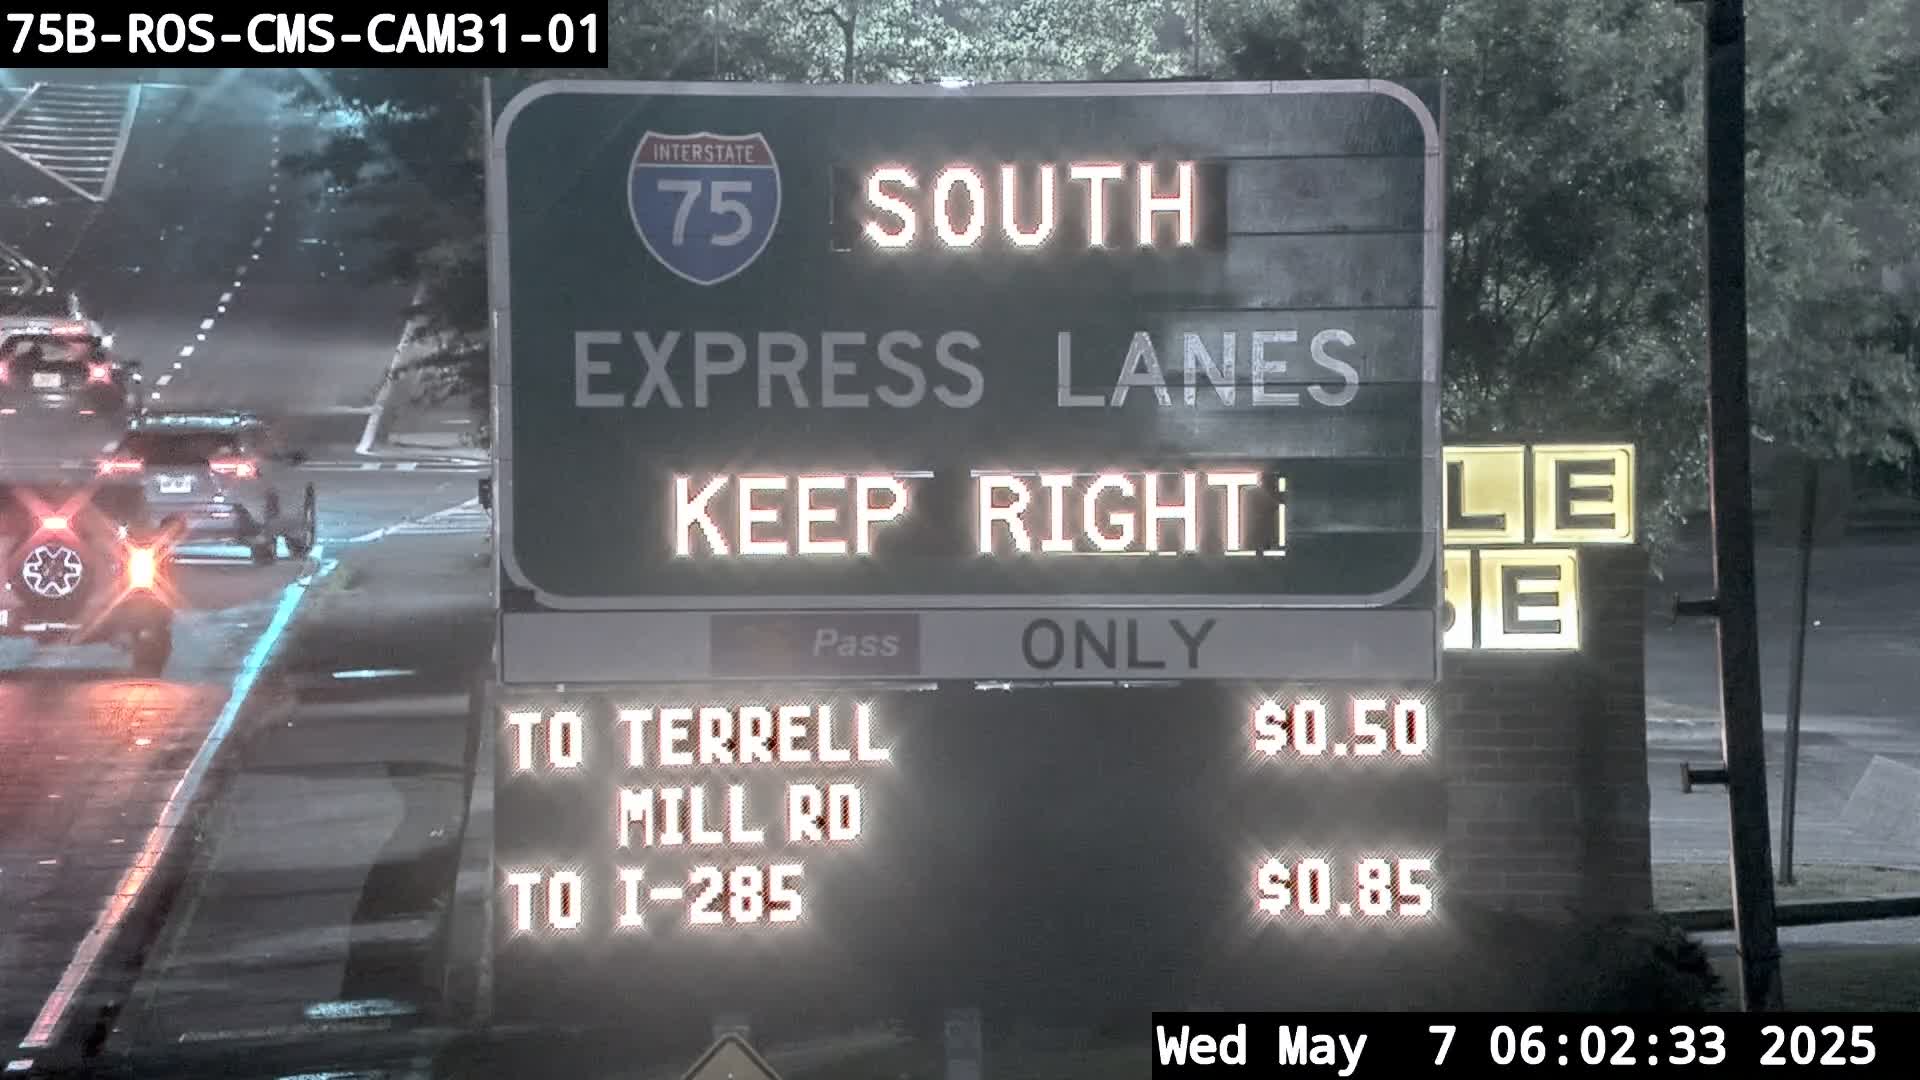 75B-ROS-CMS-CAM31-01
INTERSTATE
75
SOUTH
EXPRESS LANES
KEEP RIGHT
LE
E
Pass ONLY
TO TERRELL $0.50
MILL RD
TO I-285 $0.85
Wed May 7 06:02:33 2025